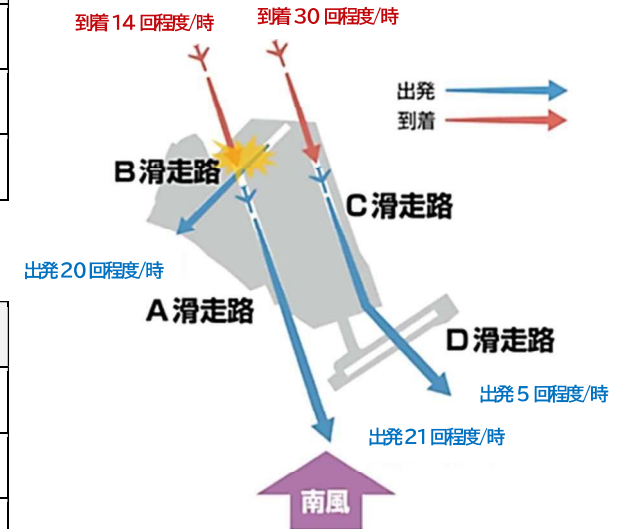 到着14 回程度/時
到着30 回程度/時
出発
到着
B滑走路
C滑走路
出発20回程度/時
A滑走路
D滑走路
出発5回程度/時
出発21回程度/時
南風